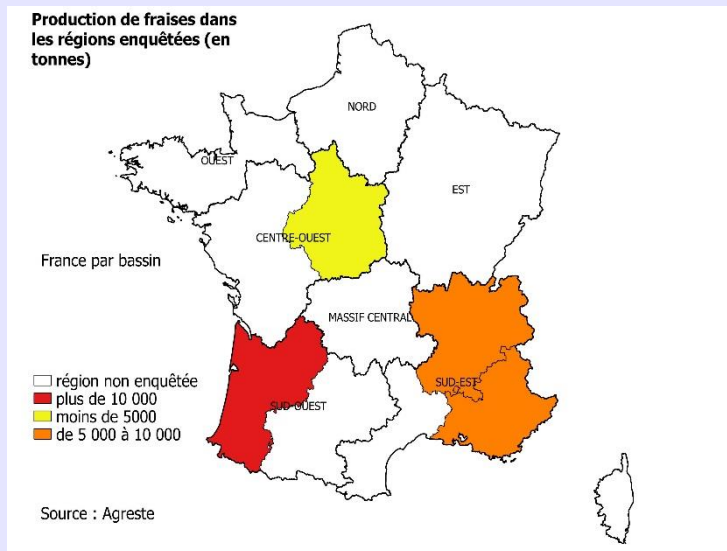 Production de fraises dans
les régions enquêtées (en
tonnes)
NORD
OUEST
EST
CENTRE-OUEST
France par bassin
MASSIF CENTRAL
région non enquêtée
plus de 10 000
moins de 5000
de 5 000 à 10 000
SUD-EST
SUD-OUEST
Source : Agreste